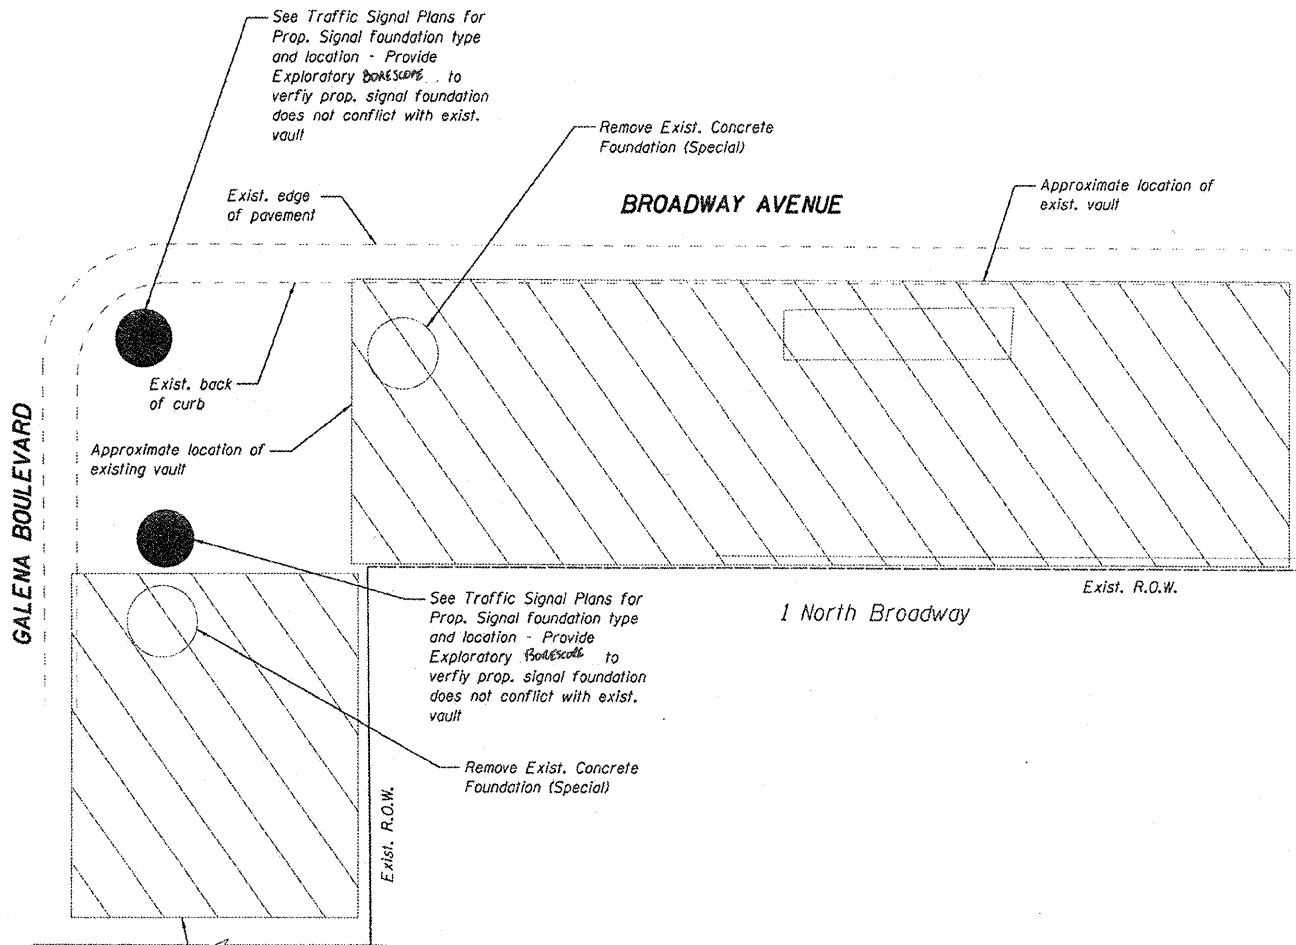 See Traffic Signal Plans for
Prop. Signal foundation type
and location - Provide
Exploratory BORESCOPE to
verfiy prop. signal foundation
does not conflict with exist.
vault
Remove Exist. Concrete
Foundation (Special)
BROADWAY AVENUE
Approximate location of
exist. vault
Exist. edge
of pavement
Exist. back
of curb
Approximate location of
existing vault
GALENA BOULEVARD
See Traffic Signal Plans for
Prop. Signal foundation type
and location - Provide
Exploratory BORESCOPE to
verfiy prop. signal foundation
does not conflict with exist.
vault
Exist. R.O.W.
1 North Broadway
Remove Exist. Concrete
Foundation (Special)
Exist. R.O.W.